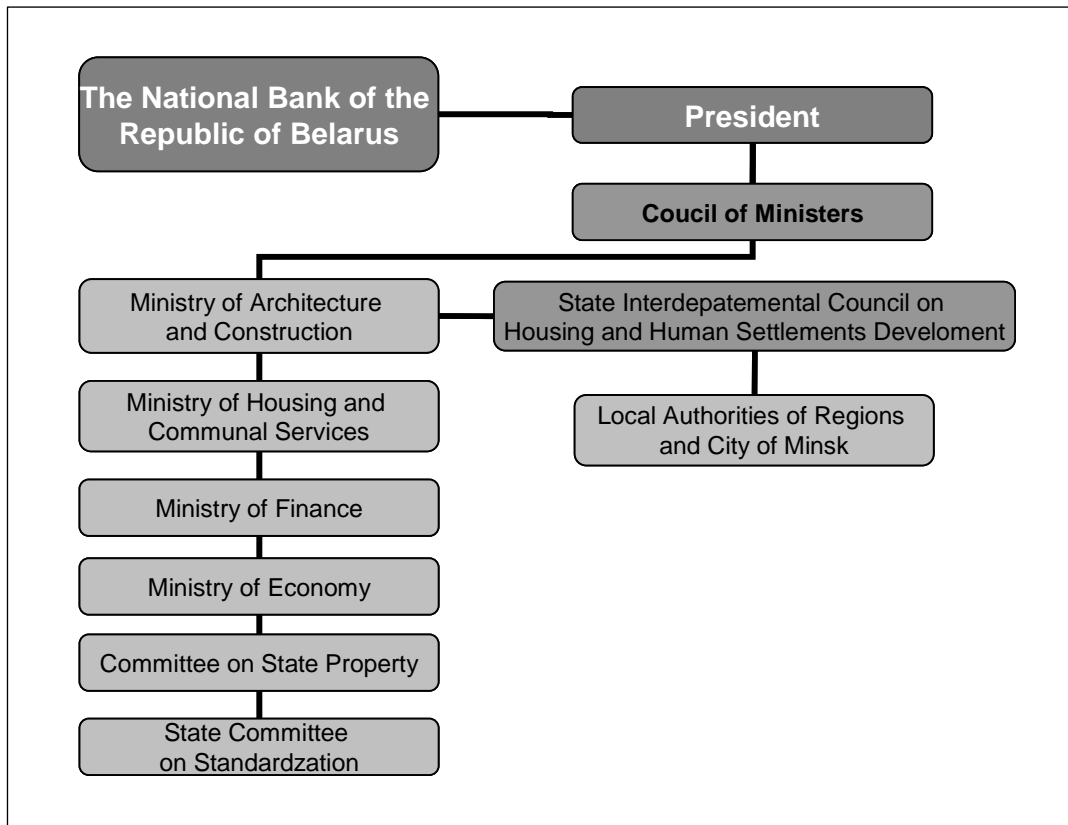 The National Bank of the
Republic of Belarus
President
Coucil of Ministers
Ministry of Architecture
and Construction
State Interdepatemental Council on
Housing and Human Settlements Develoment
Ministry of Housing and
Communal Services
Local Authorities of Regions
and City of Minsk
Ministry of Finance
Ministry of Economy
Committee on State Property
State Committee
on Standardzation